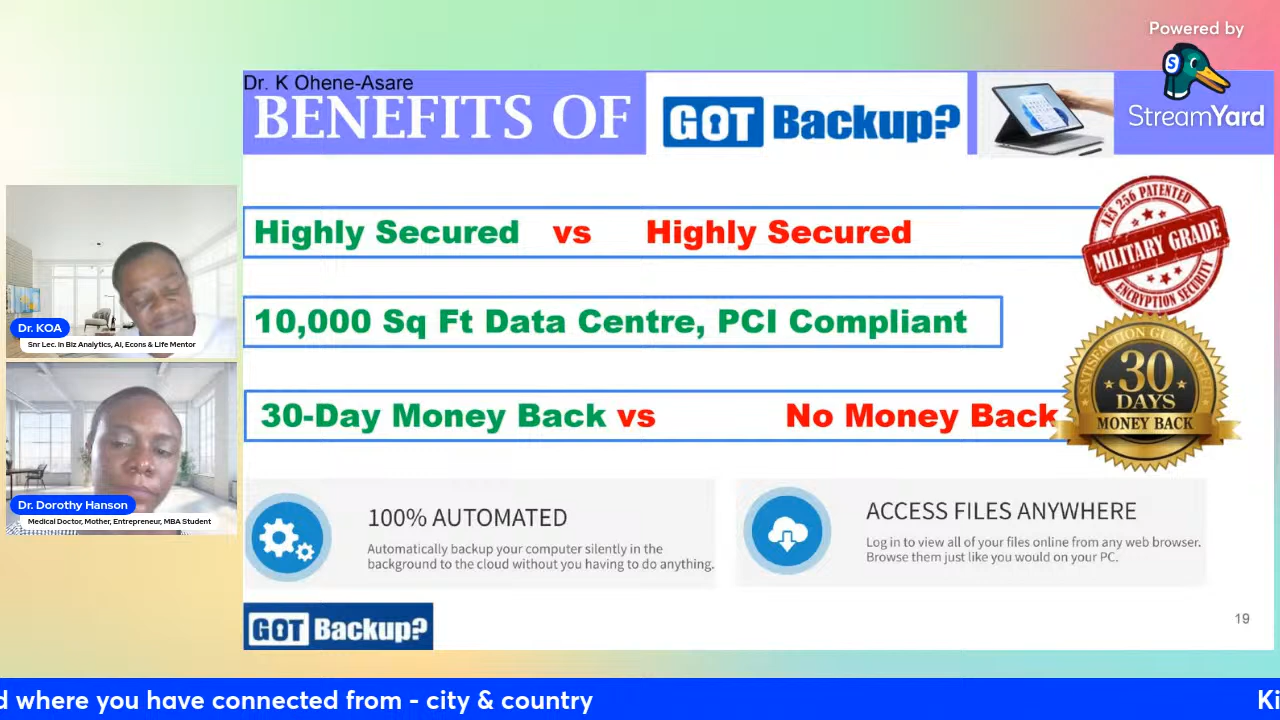 Powered by
StreamYard
Dr. K Ohene-Asare
BENEFITS OF
GOT Backup?
Highly Secured vs Highly Secured
AES 256 PATENTED
MILITARY GRADE
ENCRYPTION SECURITY
10,000 Sq Ft Data Centre, PCI Compliant
30-Day Money Back vs No Money Back
SATISFACTION GUARANTEED
30
DAYS
MONEY BACK
100% AUTOMATED
Automatically backup your computer silently in the
background to the cloud without you having to do anything.
ACCESS FILES ANYWHERE
Log in to view all of your files online from any web browser.
Browse them just like you would on your PC.
GOT Backup?
19
Dr. KOA
Snr Lec. in Biz Analytics, AI, Econs & Life Mentor
Dr. Dorothy Hanson
Medical Doctor, Mother, Entrepreneur, MBA Student
d where you have connected from - city & country
Ki